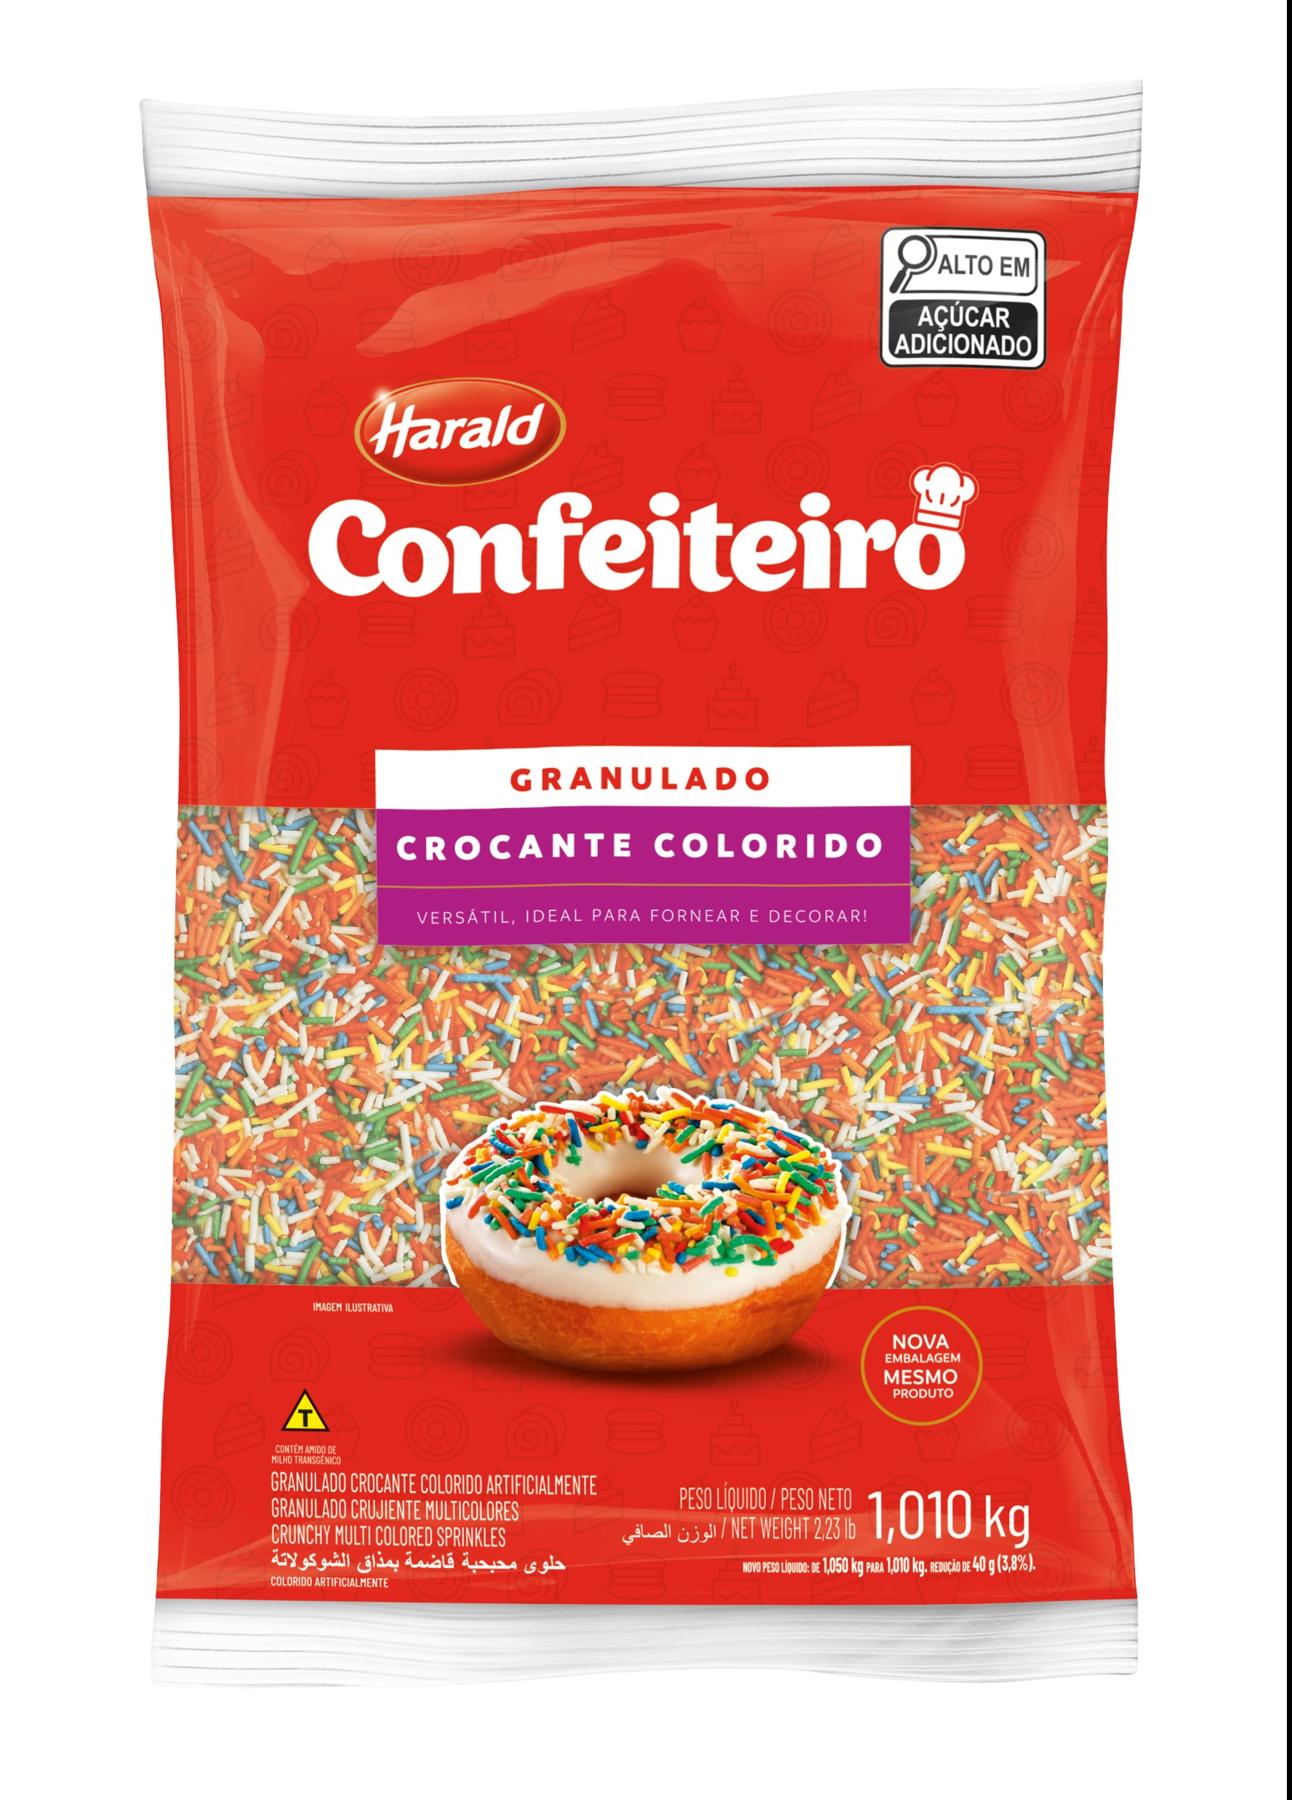 ALTO EM
AÇÚCAR
ADICIONADO
Harald
Confeiteiro
GRANULADO
CROCANTE COLORIDO
VERSÁTIL, IDEAL PARA FORNEAR E DECORAR!
IMAGEM ILUSTRATIVA
NOVA
EMBALAGEM
MESMO
PRODUTO
T
CONTÉM AMIDO DE
MILHO TRANSGÊNICO
GRANULADO CROCANTE COLORIDO ARTIFICIALMENTE
GRANULADO CRUJIENTE MULTICOLORES
CRUNCHY MULTI COLORED SPRINKLES
حلوى محببحبة قاضمة بمذاق الشوكولاتة
COLORIDO ARTIFICIALMENTE
PESO LÍQUIDO / PESO NETO
الوزن الصافي / NET WEIGHT 2,23 lb
1,010 kg
NOVO PESO LÍQUIDO: DE 1,050 kg PARA 1,010 kg. REDUÇÃO DE 40 g (3,8%).